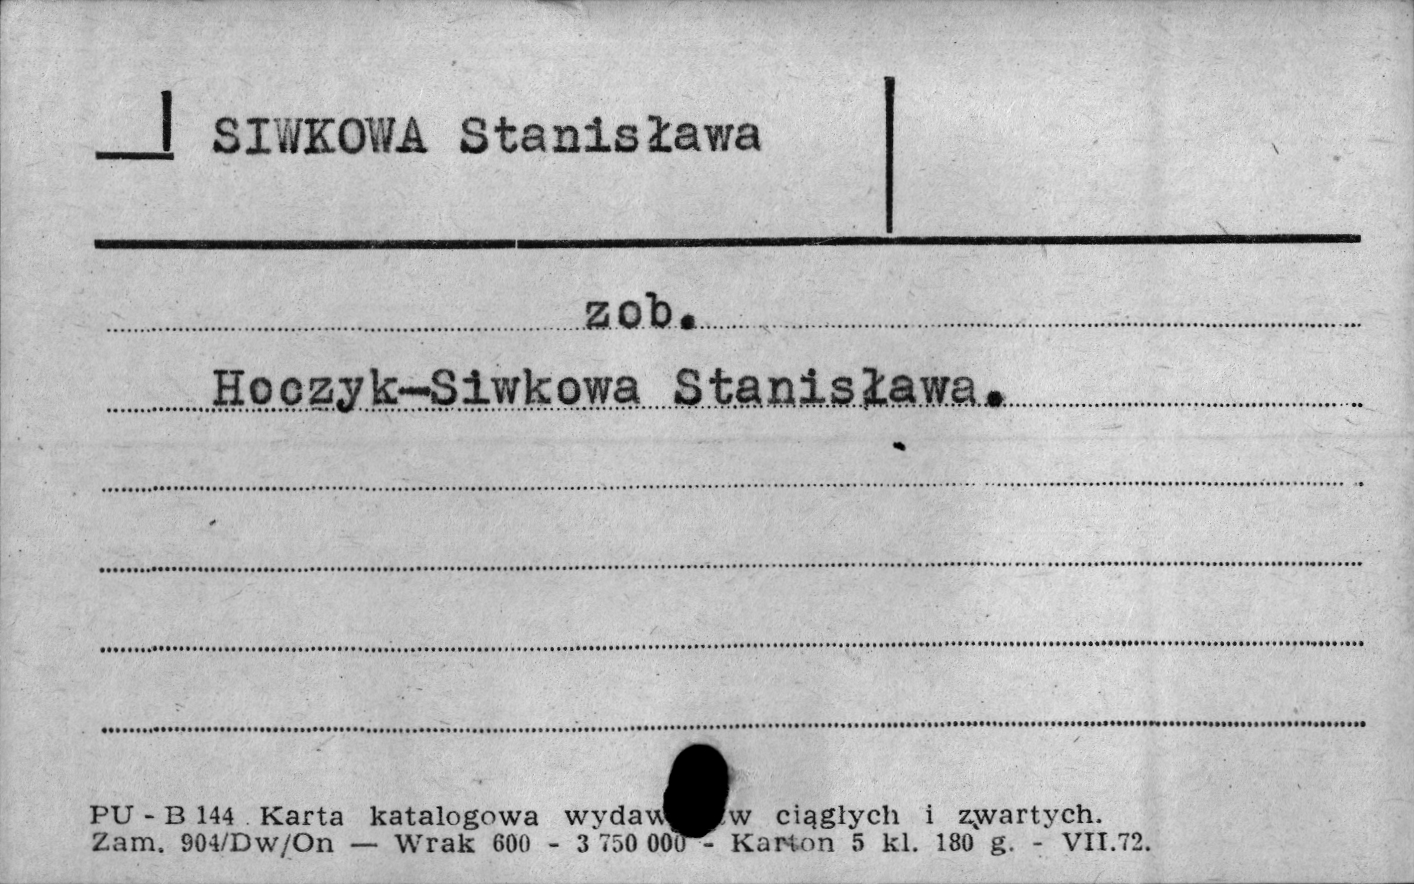 SIWKOWA Stanisława
zob.
Hoczyk-Siwkowa Stanisława.
PU - B 144 Karta katalogowa ciągłych i zwartych.
Zam. 904/Dw/On — Wrak 600 - 3 750 000 - Karton 5 kl. 180 g. - VII.72.